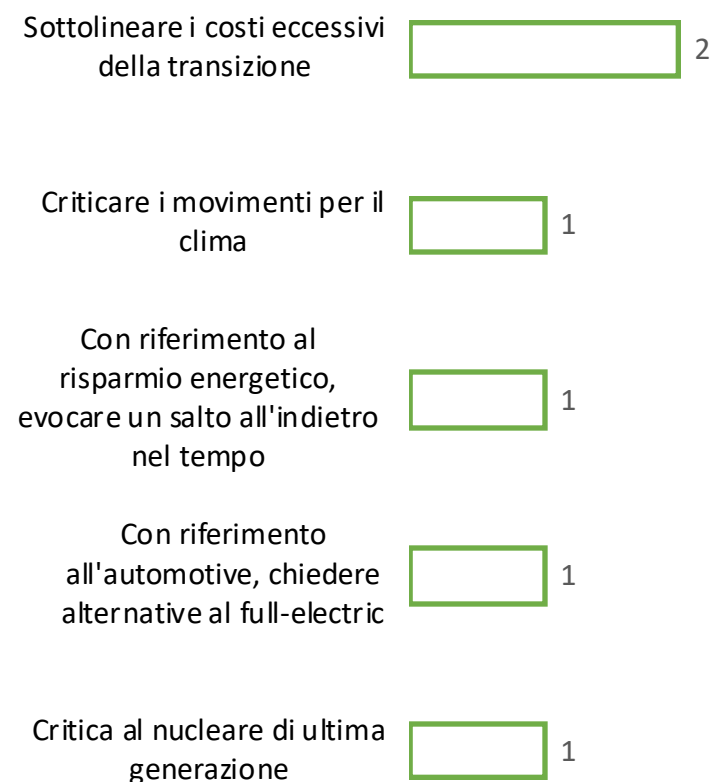 Sottolineare i costi eccessivi
della transizione
2
Criticare i movimenti per il
clima
1
Con riferimento al
risparmio energetico,
evocare un salto all'indietro
nel tempo
1
Con riferimento
all'automotive, chiedere
alternative al full-electric
1
Critica al nucleare di ultima
generazione
1